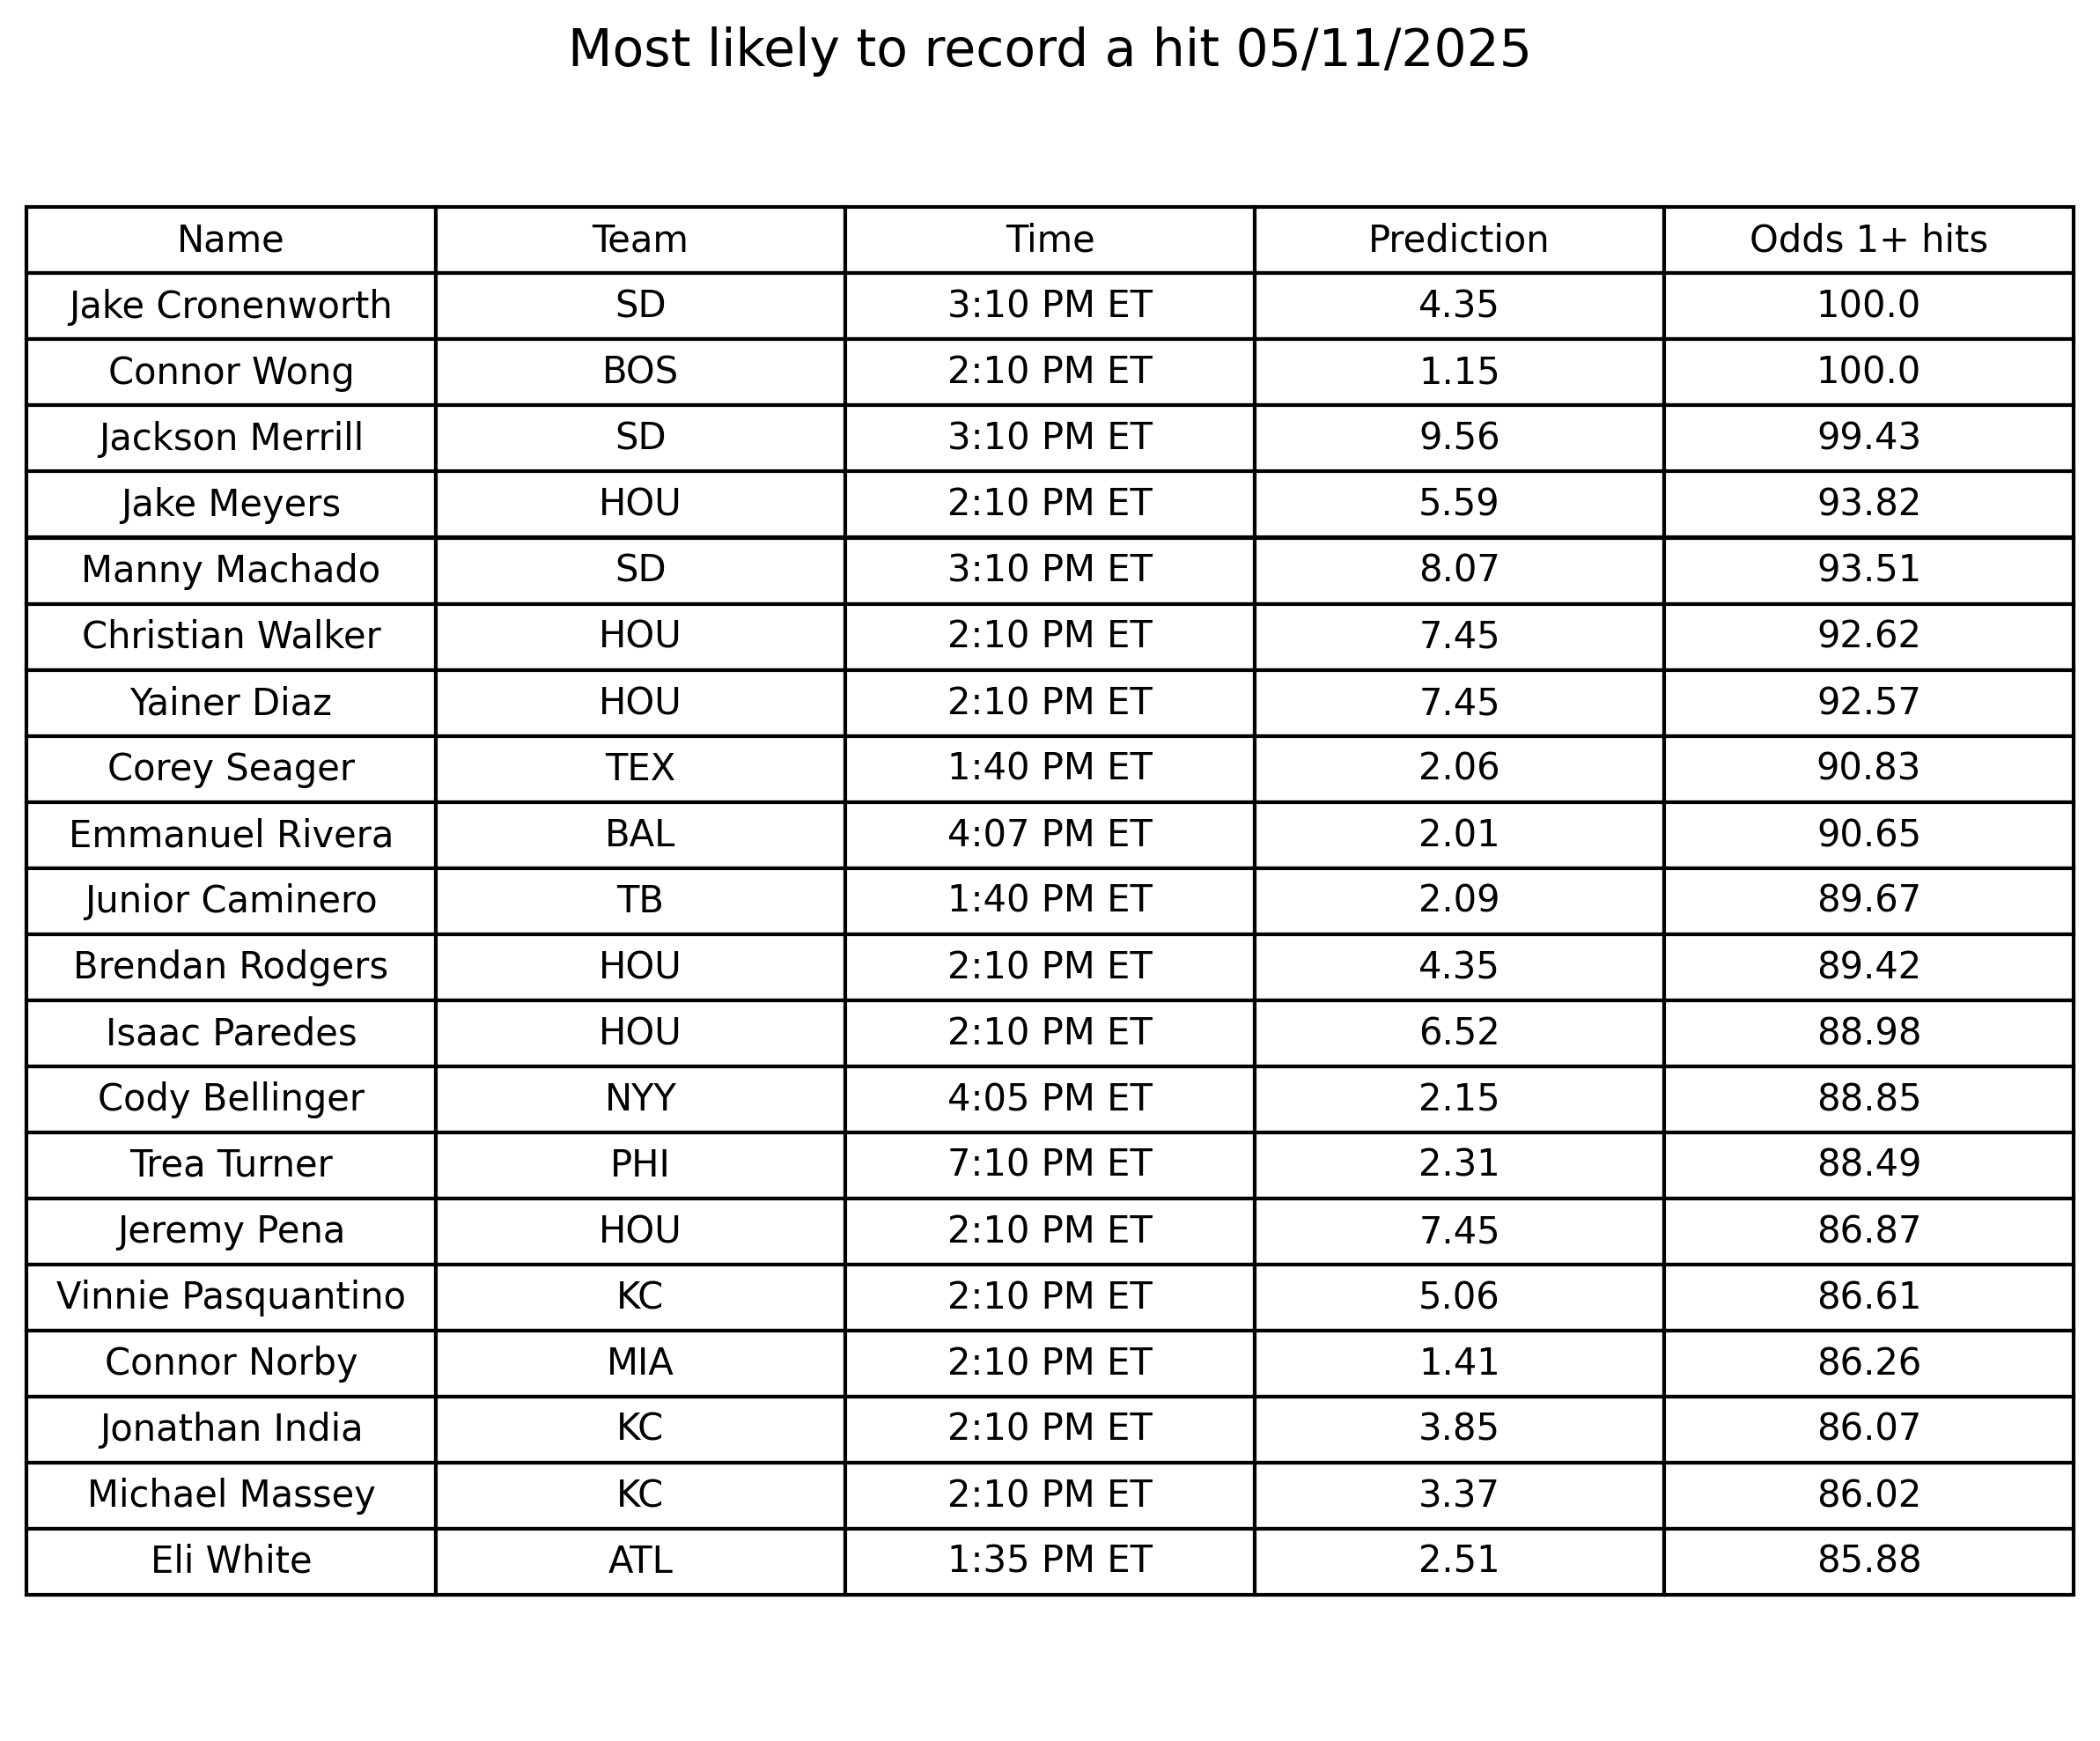 Most likely to record a hit 05/11/2025
Name Team Time Prediction Odds 1+ hits
Jake Cronenworth SD 3:10 PM ET 4.35 100.0
Connor Wong BOS 2:10 PM ET 1.15 100.0
Jackson Merrill SD 3:10 PM ET 9.56 99.43
Jake Meyers HOU 2:10 PM ET 5.59 93.82
Manny Machado SD 3:10 PM ET 8.07 93.51
Christian Walker HOU 2:10 PM ET 7.45 92.62
Yainer Diaz HOU 2:10 PM ET 7.45 92.57
Corey Seager TEX 1:40 PM ET 2.06 90.83
Emmanuel Rivera BAL 4:07 PM ET 2.01 90.65
Junior Caminero TB 1:40 PM ET 2.09 89.67
Brendan Rodgers HOU 2:10 PM ET 4.35 89.42
Isaac Paredes HOU 2:10 PM ET 6.52 88.98
Cody Bellinger NYY 4:05 PM ET 2.15 88.85
Trea Turner PHI 7:10 PM ET 2.31 88.49
Jeremy Pena HOU 2:10 PM ET 7.45 86.87
Vinnie Pasquantino KC 2:10 PM ET 5.06 86.61
Connor Norby MIA 2:10 PM ET 1.41 86.26
Jonathan India KC 2:10 PM ET 3.85 86.07
Michael Massey KC 2:10 PM ET 3.37 86.02
Eli White ATL 1:35 PM ET 2.51 85.88